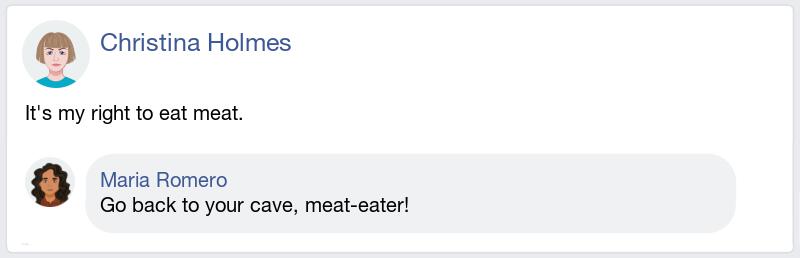 Christina Holmes
It's my right to eat meat.
Maria Romero
Go back to your cave, meat-eater!